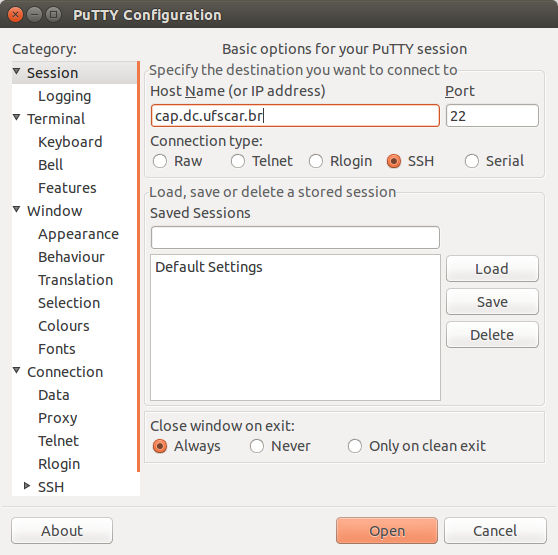 PuTTY Configuration
Category:
Basic options for your PuTTY session
Session
Logging
Terminal
Keyboard
Bell
Features
Window
Appearance
Behaviour
Translation
Selection
Colours
Fonts
Connection
Data
Proxy
Telnet
Rlogin
SSH
Specify the destination you want to connect to
Host Name (or IP address) Port
cap.dc.ufscar.br 22
Connection type:
Raw Telnet Rlogin SSH Serial
Load, save or delete a stored session
Saved Sessions
Default Settings
Load
Save
Delete
Close window on exit:
Always Never Only on clean exit
About Open Cancel